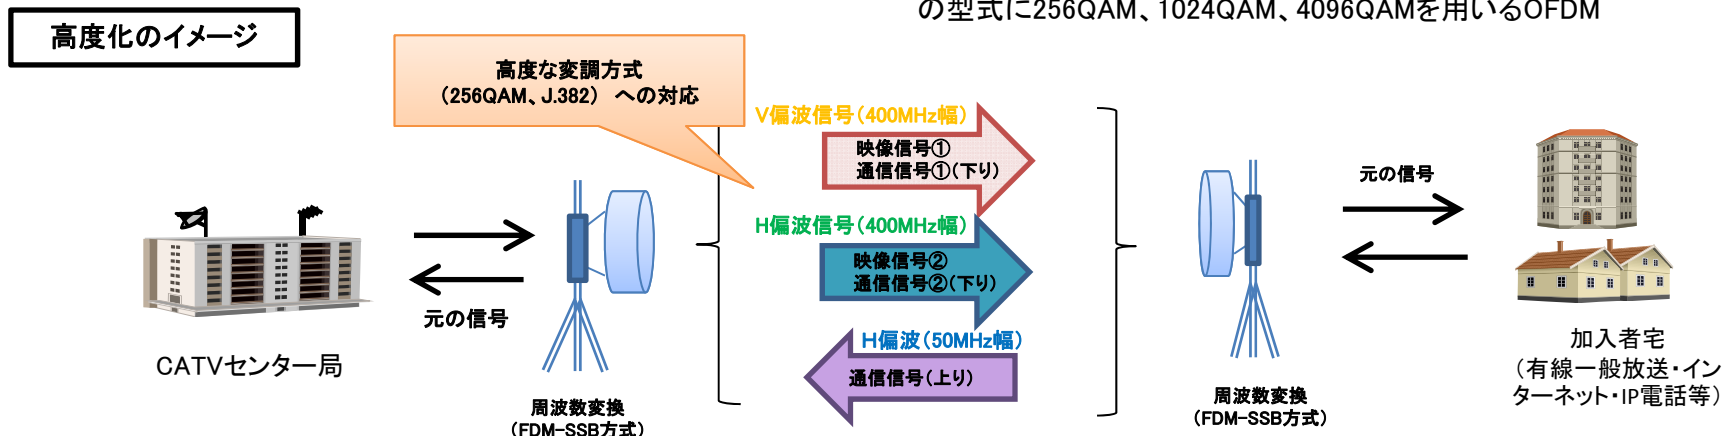 の型式に256QAM、1024QAM、4096QAMを用いるOFDM
高度化のイメージ
高度な変調方式
(256QAM、J.382) への対応
V偏波信号(400MHz幅)
映像信号①
通信信号①(下り)
H偏波信号(400MHz幅)
映像信号②
通信信号②(下り)
H偏波(50MHz幅)
通信信号(上り)
元の信号
CATVセンター局
周波数変換
(FDM-SSB方式)
元の信号
周波数変換
(FDM-SSB方式)
加入者宅
(有線一般放送・イン
ターネット・IP電話等)